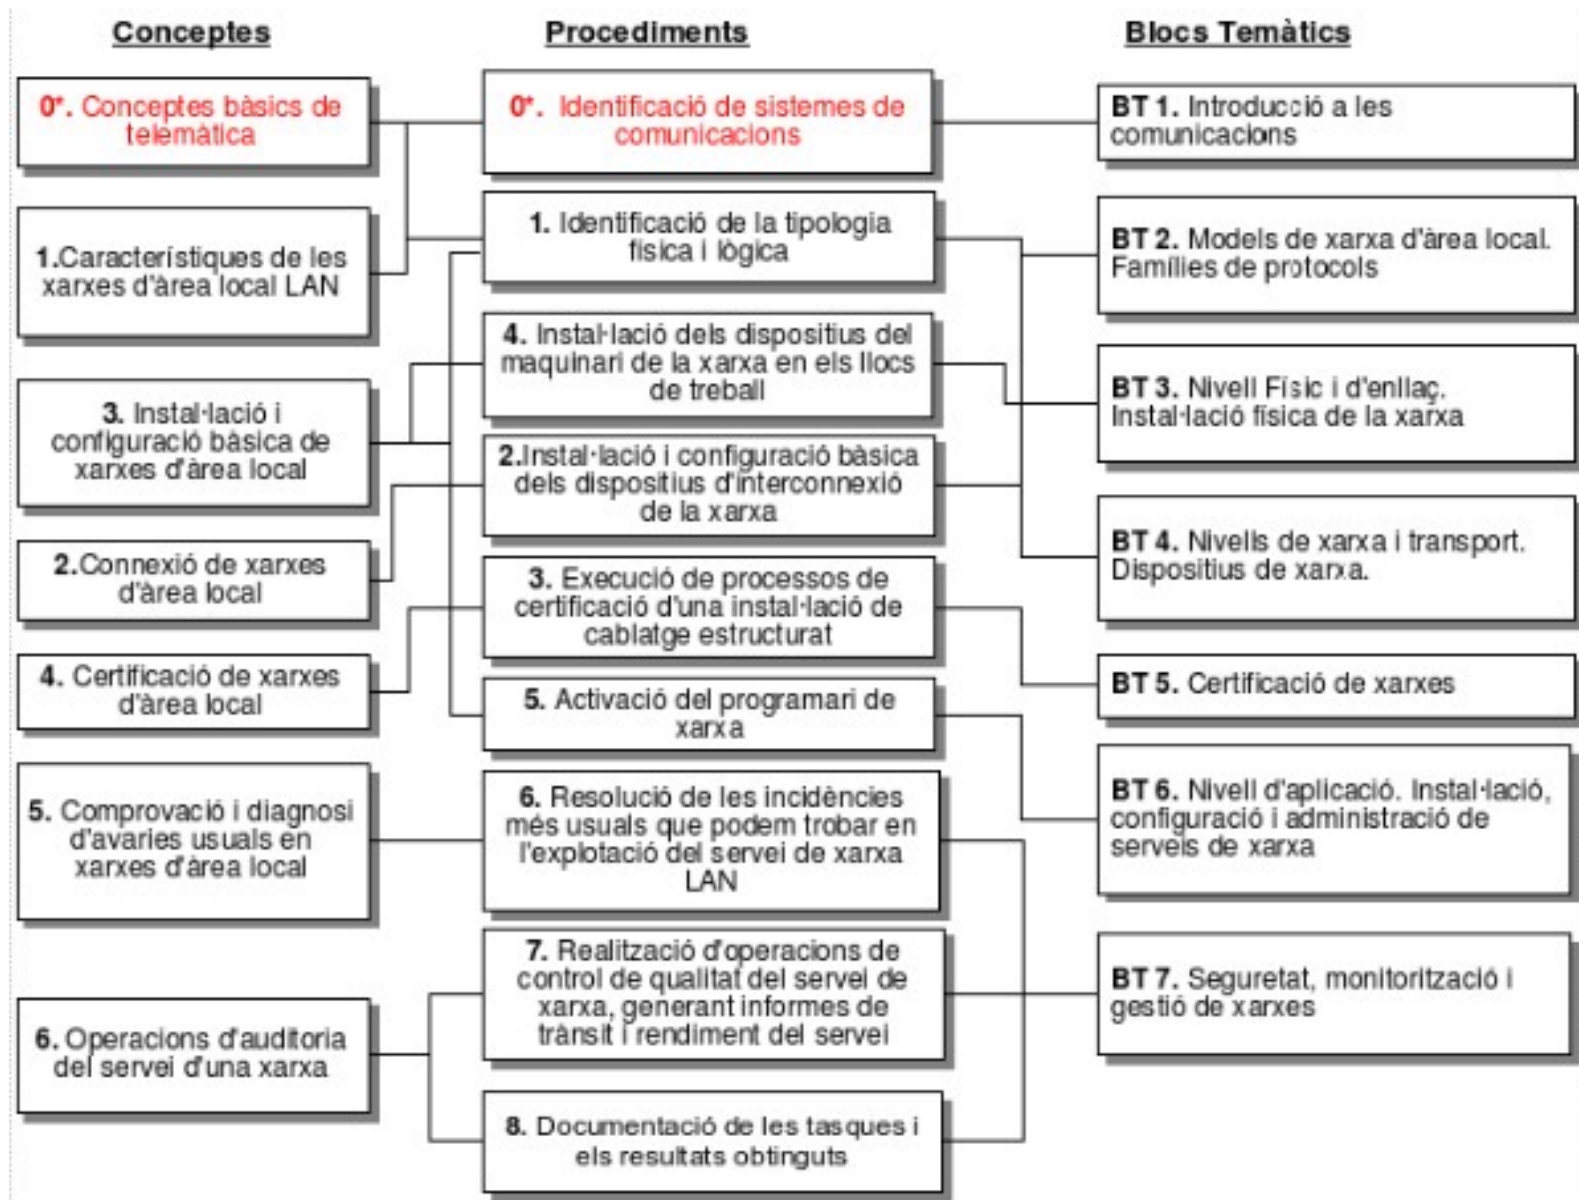 Conceptes
0*. Conceptes bàsics de
telemàtica
1.Característiques de les
xarxes d'àrea local LAN
3. Instal·lació i
configuració bàsica de
xarxes d'àrea local
2.Connexió de xarxes
d'àrea local
4. Certificació de xarxes
d'àrea local
5. Comprovació i diagnosi
d'avaries usuals en
xarxes d'àrea local
6. Operacions d'auditoria
del servei d'una xarxa
Procediments
0*. Identificació de sistemes de
comunicacions
1. Identificació de la tipologia
física i lògica
4. Instal·lació dels dispositius del
maquinari de la xarxa en els llocs
de treball
2.Instal·lació i configuració bàsica
dels dispositius d'interconnexió
de la xarxa
3. Execució de processos de
certificació d'una instal·lació de
cablatge estructurat
5. Activació del programari de
xarxa
6. Resolució de les incidències
més usuals que podem trobar en
l'explotació del servei de xarxa
LAN
7. Realització d'operacions de
control de qualitat del servei de
xarxa, generant informes de
trànsit i rendiment del servei
8. Documentació de les tasques i
els resultats obtinguts
Blocs Temàtics
BT 1. Introducció a les
comunicacions
BT 2. Models de xarxa d'àrea local.
Famílies de protocols
BT 3. Nivell Físic i d'enllaç.
Instal·lació física de la xarxa
BT 4. Nivells de xarxa i transport.
Dispositius de xarxa.
BT 5. Certificació de xarxes
BT 6. Nivell d'aplicació. Instal·lació,
configuració i administració de
serveis de xarxa
BT 7. Seguretat, monitorització i
gestió de xarxes